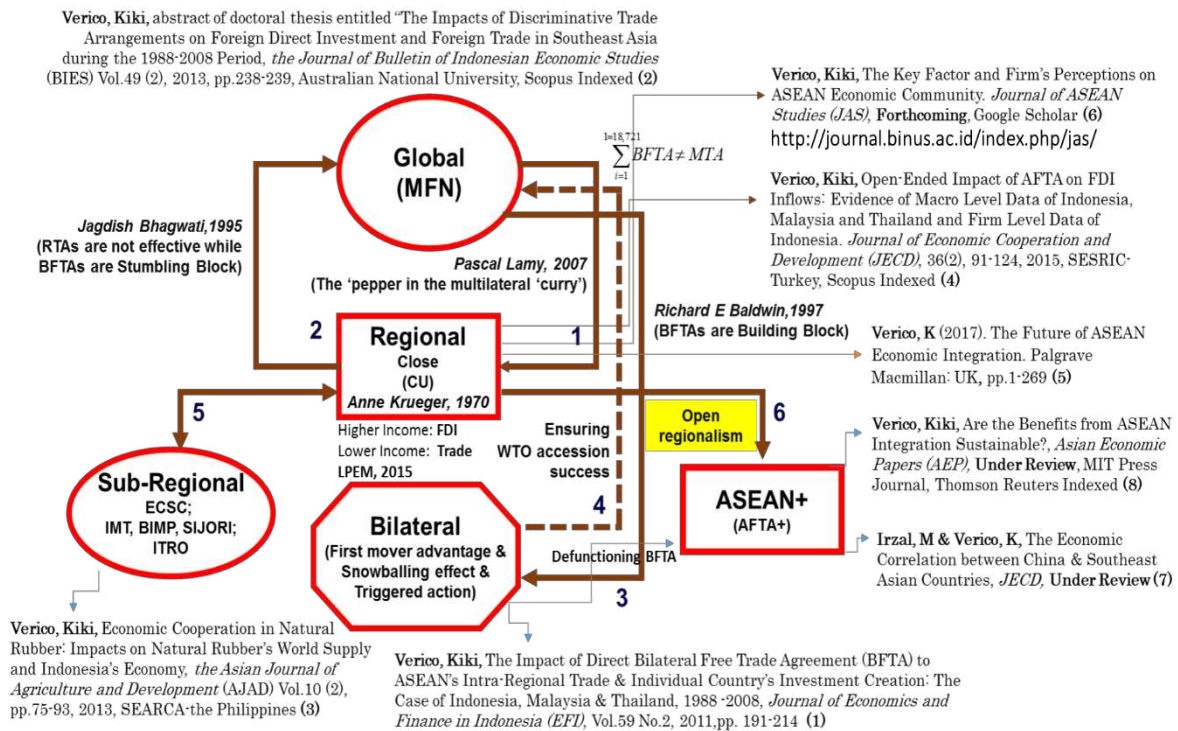 Verico, Kiki, abstract of doctoral thesis entitled “The Impacts of Discriminative Trade
Arrangements on Foreign Direct Investment and Foreign Trade in Southeast Asia
during the 1988-2008 Period, the Journal of Bulletin of Indonesian Economic Studies
(BIES) Vol.49 (2), 2013, pp.238-239, Australian National University, Scopus Indexed (2)
Verico, Kiki, The Key Factor and Firm’s Perceptions on
ASEAN Economic Community. Journal of ASEAN
Studies (JAS), Forthcoming, Google Scholar (6)
http://journal.binus.ac.id/index.php/jas/
Global
(MFN)
1=18,721
∑BFTA≠ MTA
i=1
Verico, Kiki, Open-Ended Impact of AFTA on FDI
Inflows: Evidence of Macro Level Data of Indonesia,
Malaysia and Thailand and Firm Level Data of
Indonesia. Journal of Economic Cooperation and
Development (JECD), 36(2), 91-124, 2015, SESRIC-
Turkey, Scopus Indexed (4)
Jagdish Bhagwati,1995
(RTAs are not effective while
BFTAs are Stumbling Block)
Pascal Lamy, 2007
(The ‘pepper in the multilateral ‘curry’)
Richard E Baldwin,1997
(BFTAs are Building Block)
2
Regional
Close
(CU)
Anne Krueger, 1970
1
Verico, K (2017). The Future of ASEAN
Economic Integration. Palgrave
Macmillan: UK, pp.1-269 (5)
5
Higher Income: FDI
Lower Income: Trade
LPEM, 2015
Ensuring
WTO accession
success
Open
regionalism
6
Verico, Kiki, Are the Benefits from ASEAN
Integration Sustainable?, Asian Economic
Papers (AEP), Under Review, MIT Press
Journal, Thomson Reuters Indexed (8)
Sub-Regional
ECSC;
IMT, BIMP, SIJORI;
ITRO
4
ASEAN+
(AFTA+)
Bilateral
(First mover advantage &
Snowballing effect &
Triggered action)
Defunctioning BFTA
3
Irzal, M & Verico, K, The Economic
Correlation between China & Southeast
Asian Countries, JECD, Under Review (7)
Verico, Kiki, Economic Cooperation in Natural
Rubber: Impacts on Natural Rubber’s World Supply
and Indonesia’s Economy, the Asian Journal of
Agriculture and Development (AJAD) Vol.10 (2),
pp.75-93, 2013, SEARCA-the Philippines (3)
Verico, Kiki, The Impact of Direct Bilateral Free Trade Agreement (BFTA) to
ASEAN’s Intra-Regional Trade & Individual Country’s Investment Creation: The
Case of Indonesia, Malaysia & Thailand, 1988 -2008, Journal of Economics and
Finance in Indonesia (EFI), Vol.59 No.2, 2011,pp. 191-214 (1)